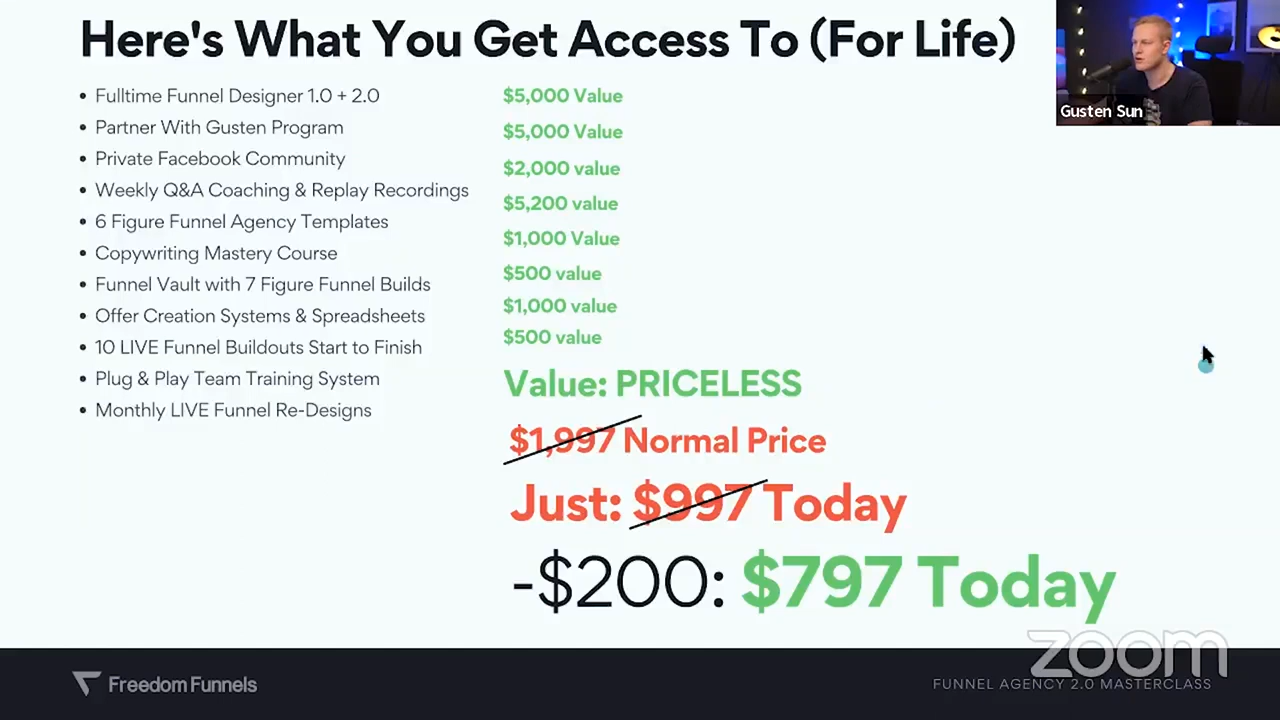 Here's What You Get Access To (For Life)
Gusten Sun
• Fulltime Funnel Designer 1.0 + 2.0
$5,000 Value
• Partner With Gusten Program
$5,000 Value
• Private Facebook Community
$2,000 value
• Weekly Q&A Coaching & Replay Recordings
$5,200 value
• 6 Figure Funnel Agency Templates
$1,000 Value
• Copywriting Mastery Course
$500 value
• Funnel Vault with 7 Figure Funnel Builds
$1,000 value
• Offer Creation Systems & Spreadsheets
$500 value
• 10 LIVE Funnel Buildouts Start to Finish
• Plug & Play Team Training System
Value: PRICELESS
• Monthly LIVE Funnel Re-Designs
$1,997 Normal Price
Just: $997 Today
-$200: $797 Today
zoom
Freedom Funnels
FUNNEL AGENCY 2.0 MASTERCLASS